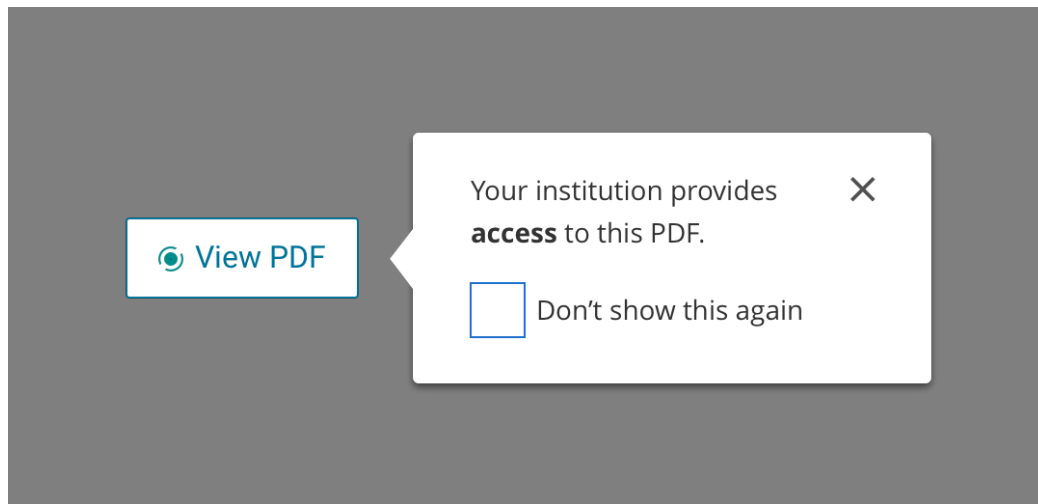 View PDF
Your institution provides
access to this PDF.
Don’t show this again